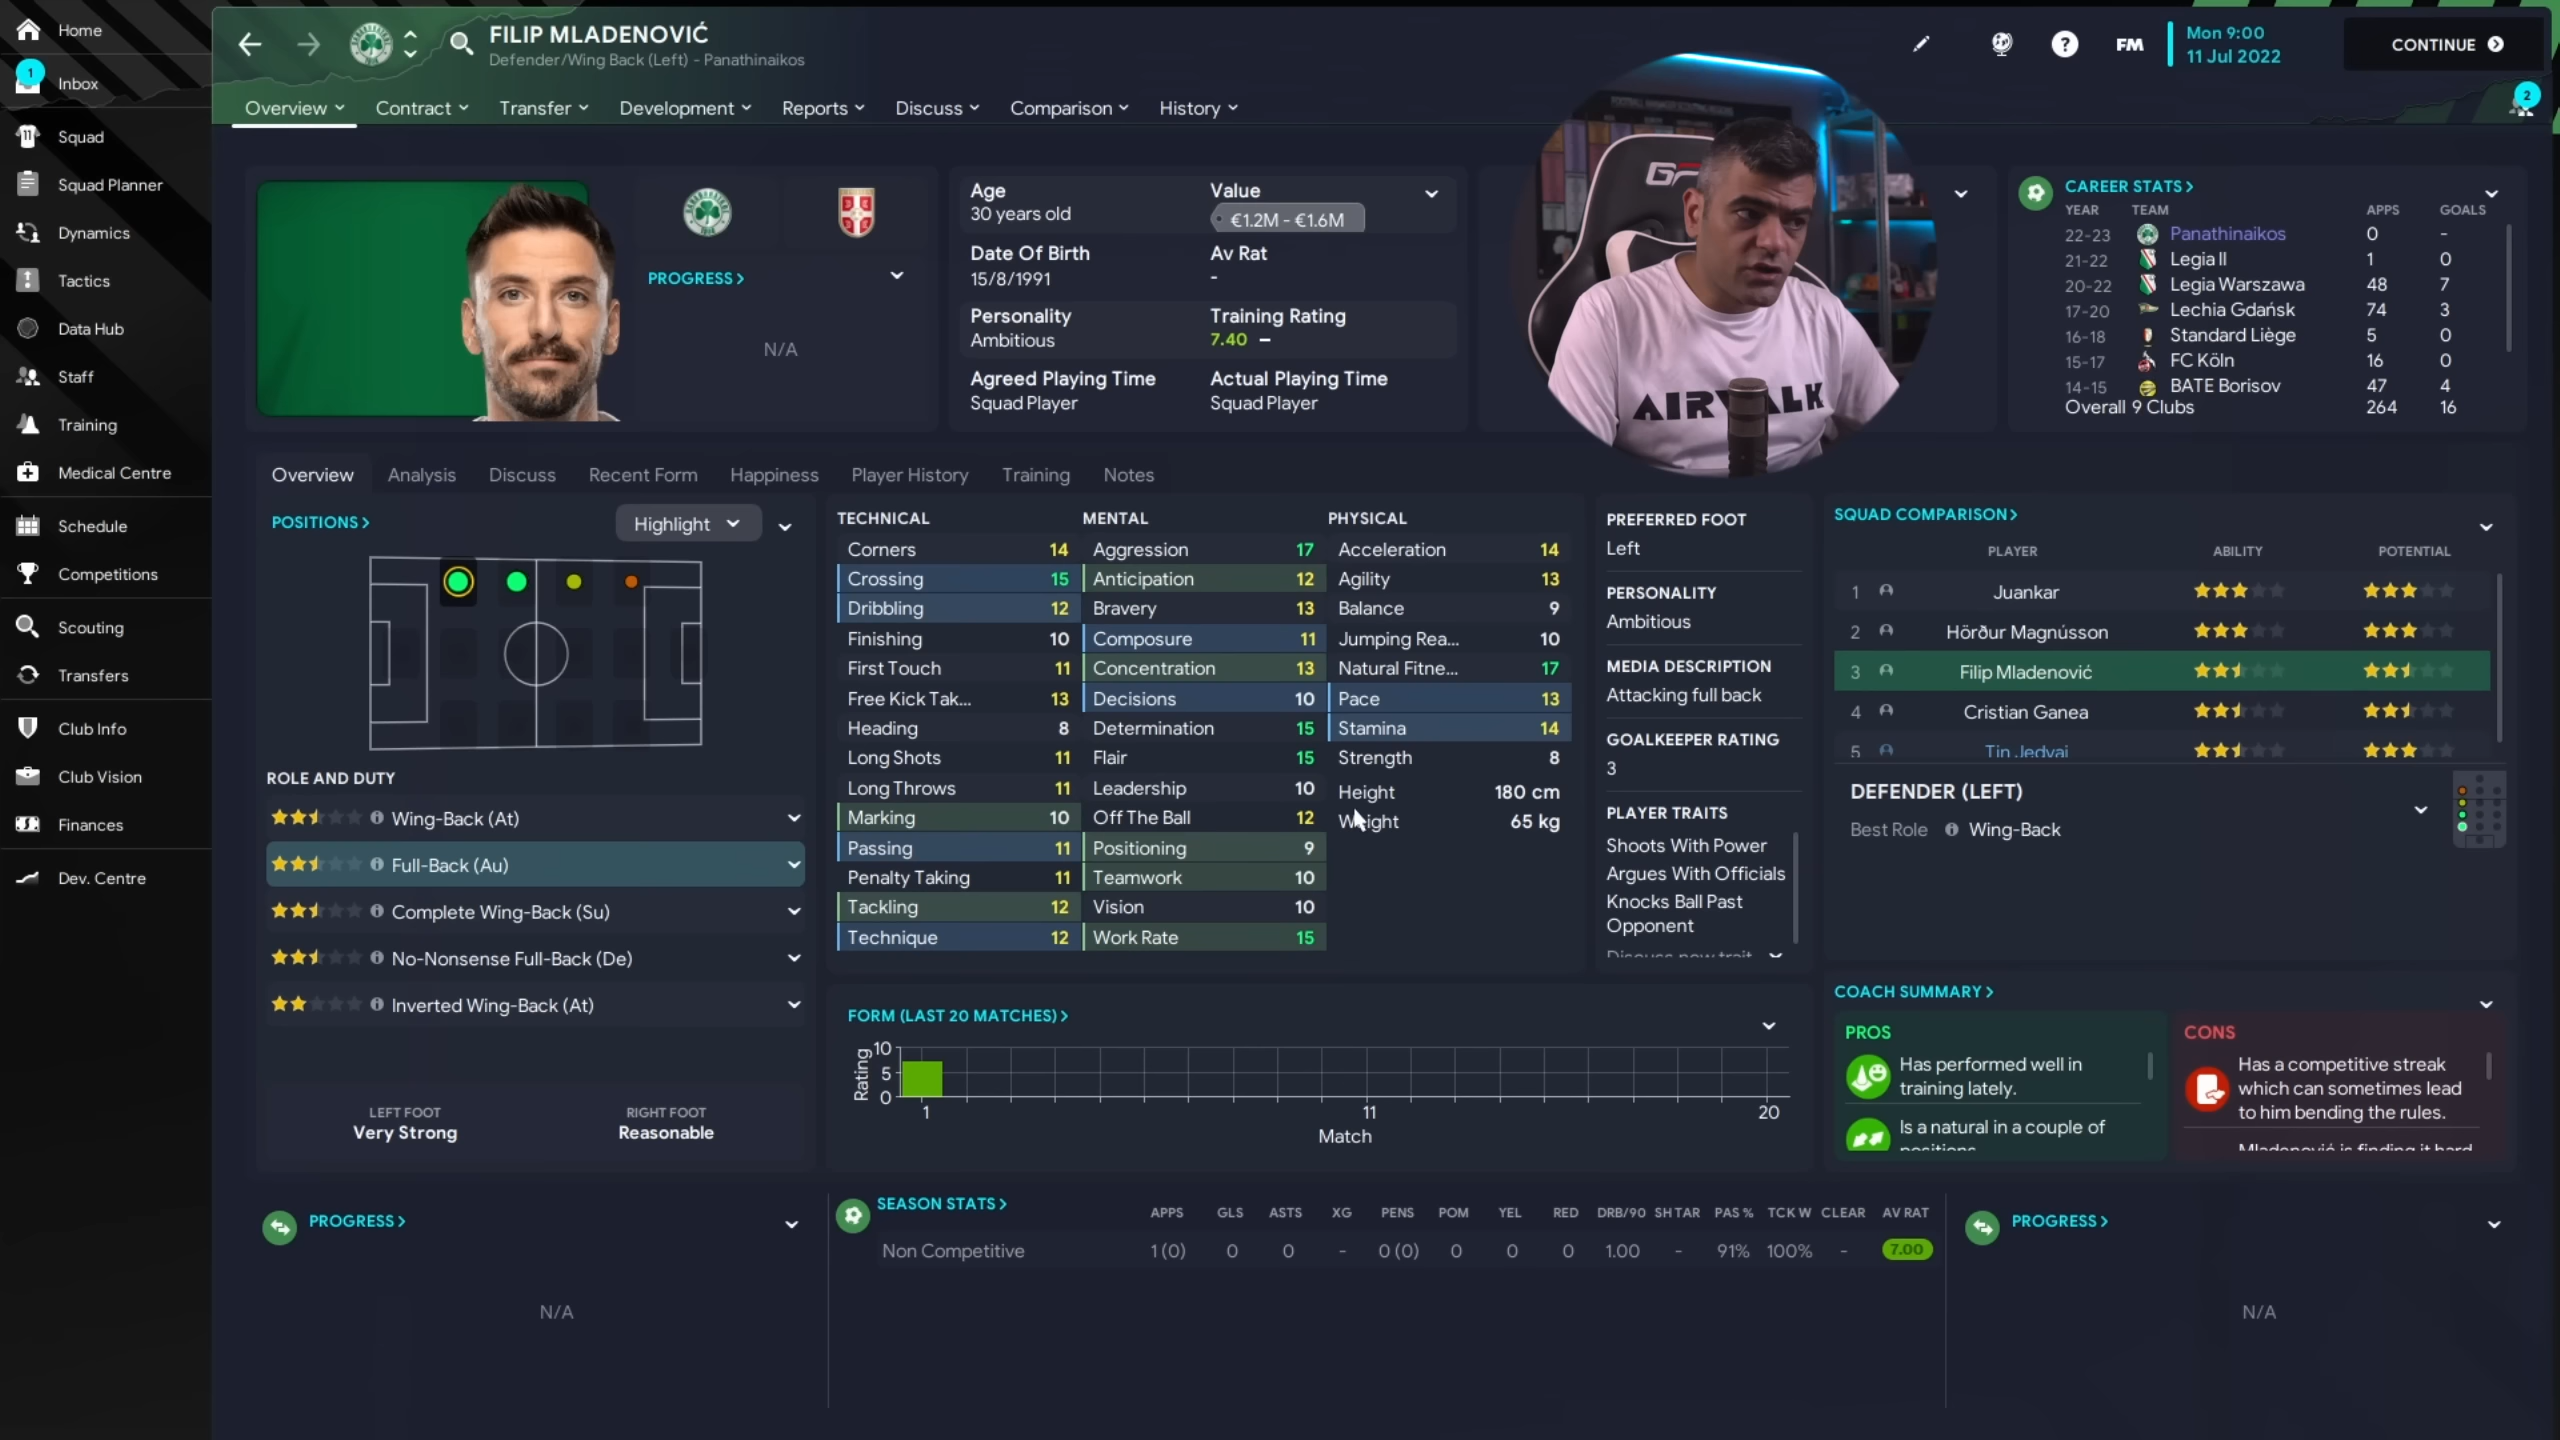 Home
Inbox
1
Squad
Squad Planner
Dynamics
Tactics
Data Hub
Staff
Training
Medical Centre
Schedule
Competitions
Scouting
Transfers
Club Info
Club Vision
Finances
Dev. Centre
FILIP MLADENOVIĆ
Defender/Wing Back (Left) - Panathinaikos
FM
Mon 9:00
11 Jul 2022
CONTINUE
2
Overview Contract Transfer Development Reports Discuss Comparison History
PROGRESS >
N/A
Age
30 years old
Value
€1.2M - €1.6M
Date Of Birth
15/8/1991
Av Rat
-
Personality
Ambitious
Training Rating
7.40 –
Agreed Playing Time
Squad Player
Actual Playing Time
Squad Player
AIRWALK
CAREER STATS >
YEAR TEAM APPS GOALS
22-23 Panathinaikos 0 -
21-22 Legia II 1 0
20-22 Legia Warszawa 48 7
17-20 Lechia Gdańsk 74 3
16-18 Standard Liège 5 0
15-17 FC Köln 16 0
14-15 BATE Borisov 47 4
Overall 9 Clubs 264 16
Overview Analysis Discuss Recent Form Happiness Player History Training Notes
POSITIONS >
Highlight
ROLE AND DUTY
Wing-Back (At)
Full-Back (Au)
Complete Wing-Back (Su)
No-Nonsense Full-Back (De)
Inverted Wing-Back (At)
LEFT FOOT
Very Strong
RIGHT FOOT
Reasonable
TECHNICAL
Corners 14
Crossing 15
Dribbling 12
Finishing 10
First Touch 11
Free Kick Tak... 13
Heading 8
Long Shots 11
Long Throws 11
Marking 10
Passing 11
Penalty Taking 11
Tackling 12
Technique 12
MENTAL
Aggression 17
Anticipation 12
Bravery 13
Composure 11
Concentration 13
Decisions 10
Determination 15
Flair 15
Leadership 10
Off The Ball 12
Positioning 9
Teamwork 10
Vision 10
Work Rate 15
PHYSICAL
Acceleration 14
Agility 13
Balance 9
Jumping Rea... 10
Natural Fitne... 17
Pace 13
Stamina 14
Strength 8
Height 180 cm
Weight 65 kg
PREFERRED FOOT
Left
PERSONALITY
Ambitious
MEDIA DESCRIPTION
Attacking full back
GOALKEEPER RATING
3
PLAYER TRAITS
Shoots With Power
Argues With Officials
Knocks Ball Past
Opponent
Discuss new trait
SQUAD COMPARISON >
PLAYER ABILITY POTENTIAL
1 Juankar
2 Hörður Magnússon
3 Filip Mladenović
4 Cristian Ganea
5 Tin Jedvaj
DEFENDER (LEFT)
Best Role Wing-Back
FORM (LAST 20 MATCHES) >
Rating
10
5
0
1 11 20
Match
COACH SUMMARY >
PROS
Has performed well in
training lately.
Is a natural in a couple of
positions
CONS
Has a competitive streak
which can sometimes lead
to him bending the rules.
Mladenović is finding it hard
PROGRESS >
N/A
SEASON STATS >
APPS GLS ASTS XG PENS POM YEL RED DRB/90 SH TAR PAS % TCK W CLEAR AV RAT
Non Competitive 1 (0) 0 0 - 0 (0) 0 0 0 1.00 - 91% 100% - 7.00
PROGRESS >
N/A